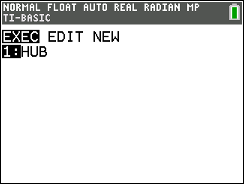 NORMAL FLOAT AUTO REAL RADIAN MP
TI-BASIC
EXEC EDIT NEW
1:HUB